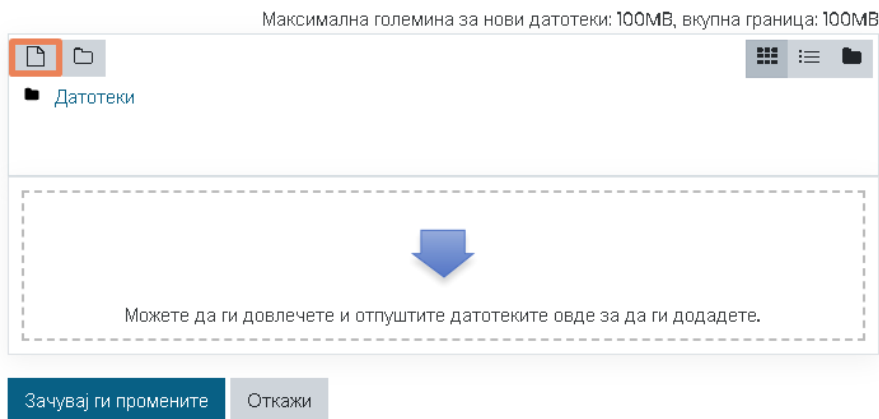 Максимална големина за нови датотеки: 100MB, вкупна граница: 100MB
Датотеки
Можете да ги довлечете и отпуштите датотеките овде за да ги додадете.
Зачувај ги промените Откажи